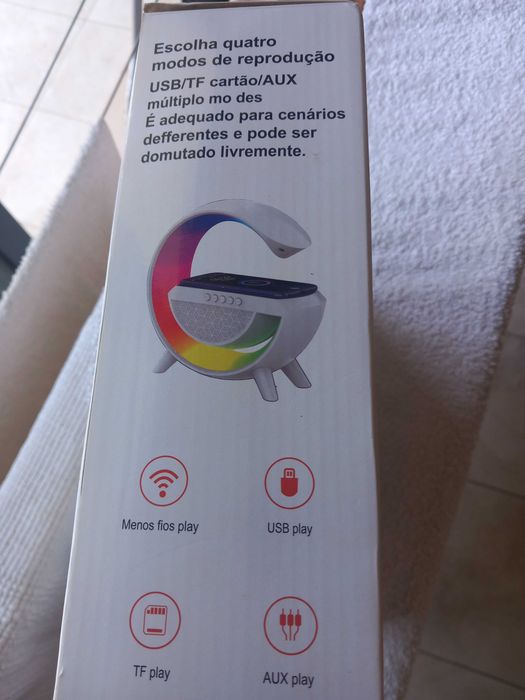 Escolha quatro
modos de reprodução
USB/TF cartão/AUX
múltiplo mo des
É adequado para cenários
defferentes e pode ser
domutado livremente.
Menos fios play
USB play
TF play
AUX play